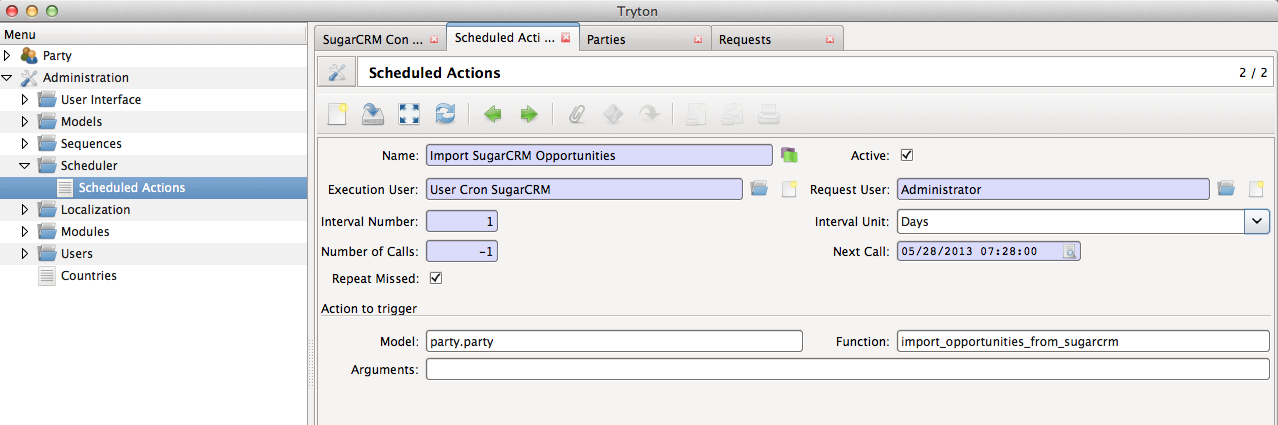 Tryton
Menu
Party
Administration
User Interface
Models
Sequences
Scheduler
Scheduled Actions
Localization
Modules
Users
Countries
SugarCRM Con ... Scheduled Acti ... Parties Requests
Scheduled Actions 2 / 2
Name: Import SugarCRM Opportunities Active:
Execution User: User Cron SugarCRM Request User: Administrator
Interval Number: 1 Interval Unit: Days
Number of Calls: -1 Next Call: 05/28/2013 07:28:00
Repeat Missed:
Action to trigger
Model: party.party Function: import_opportunities_from_sugarcrm
Arguments: